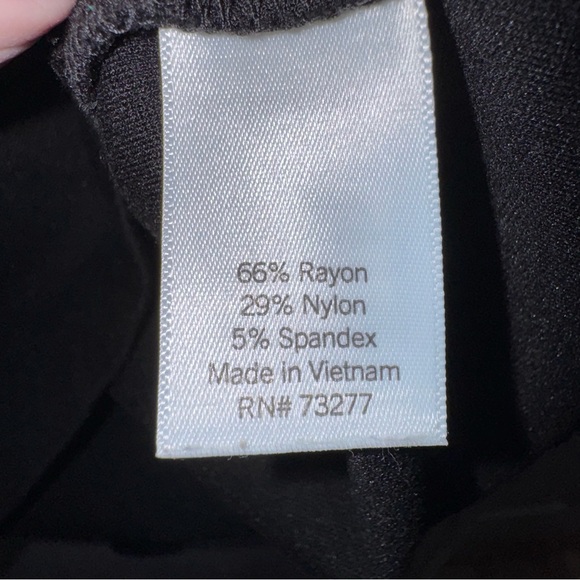 66% Rayon
29% Nylon
5% Spandex
Made in Vietnam
RN# 73277